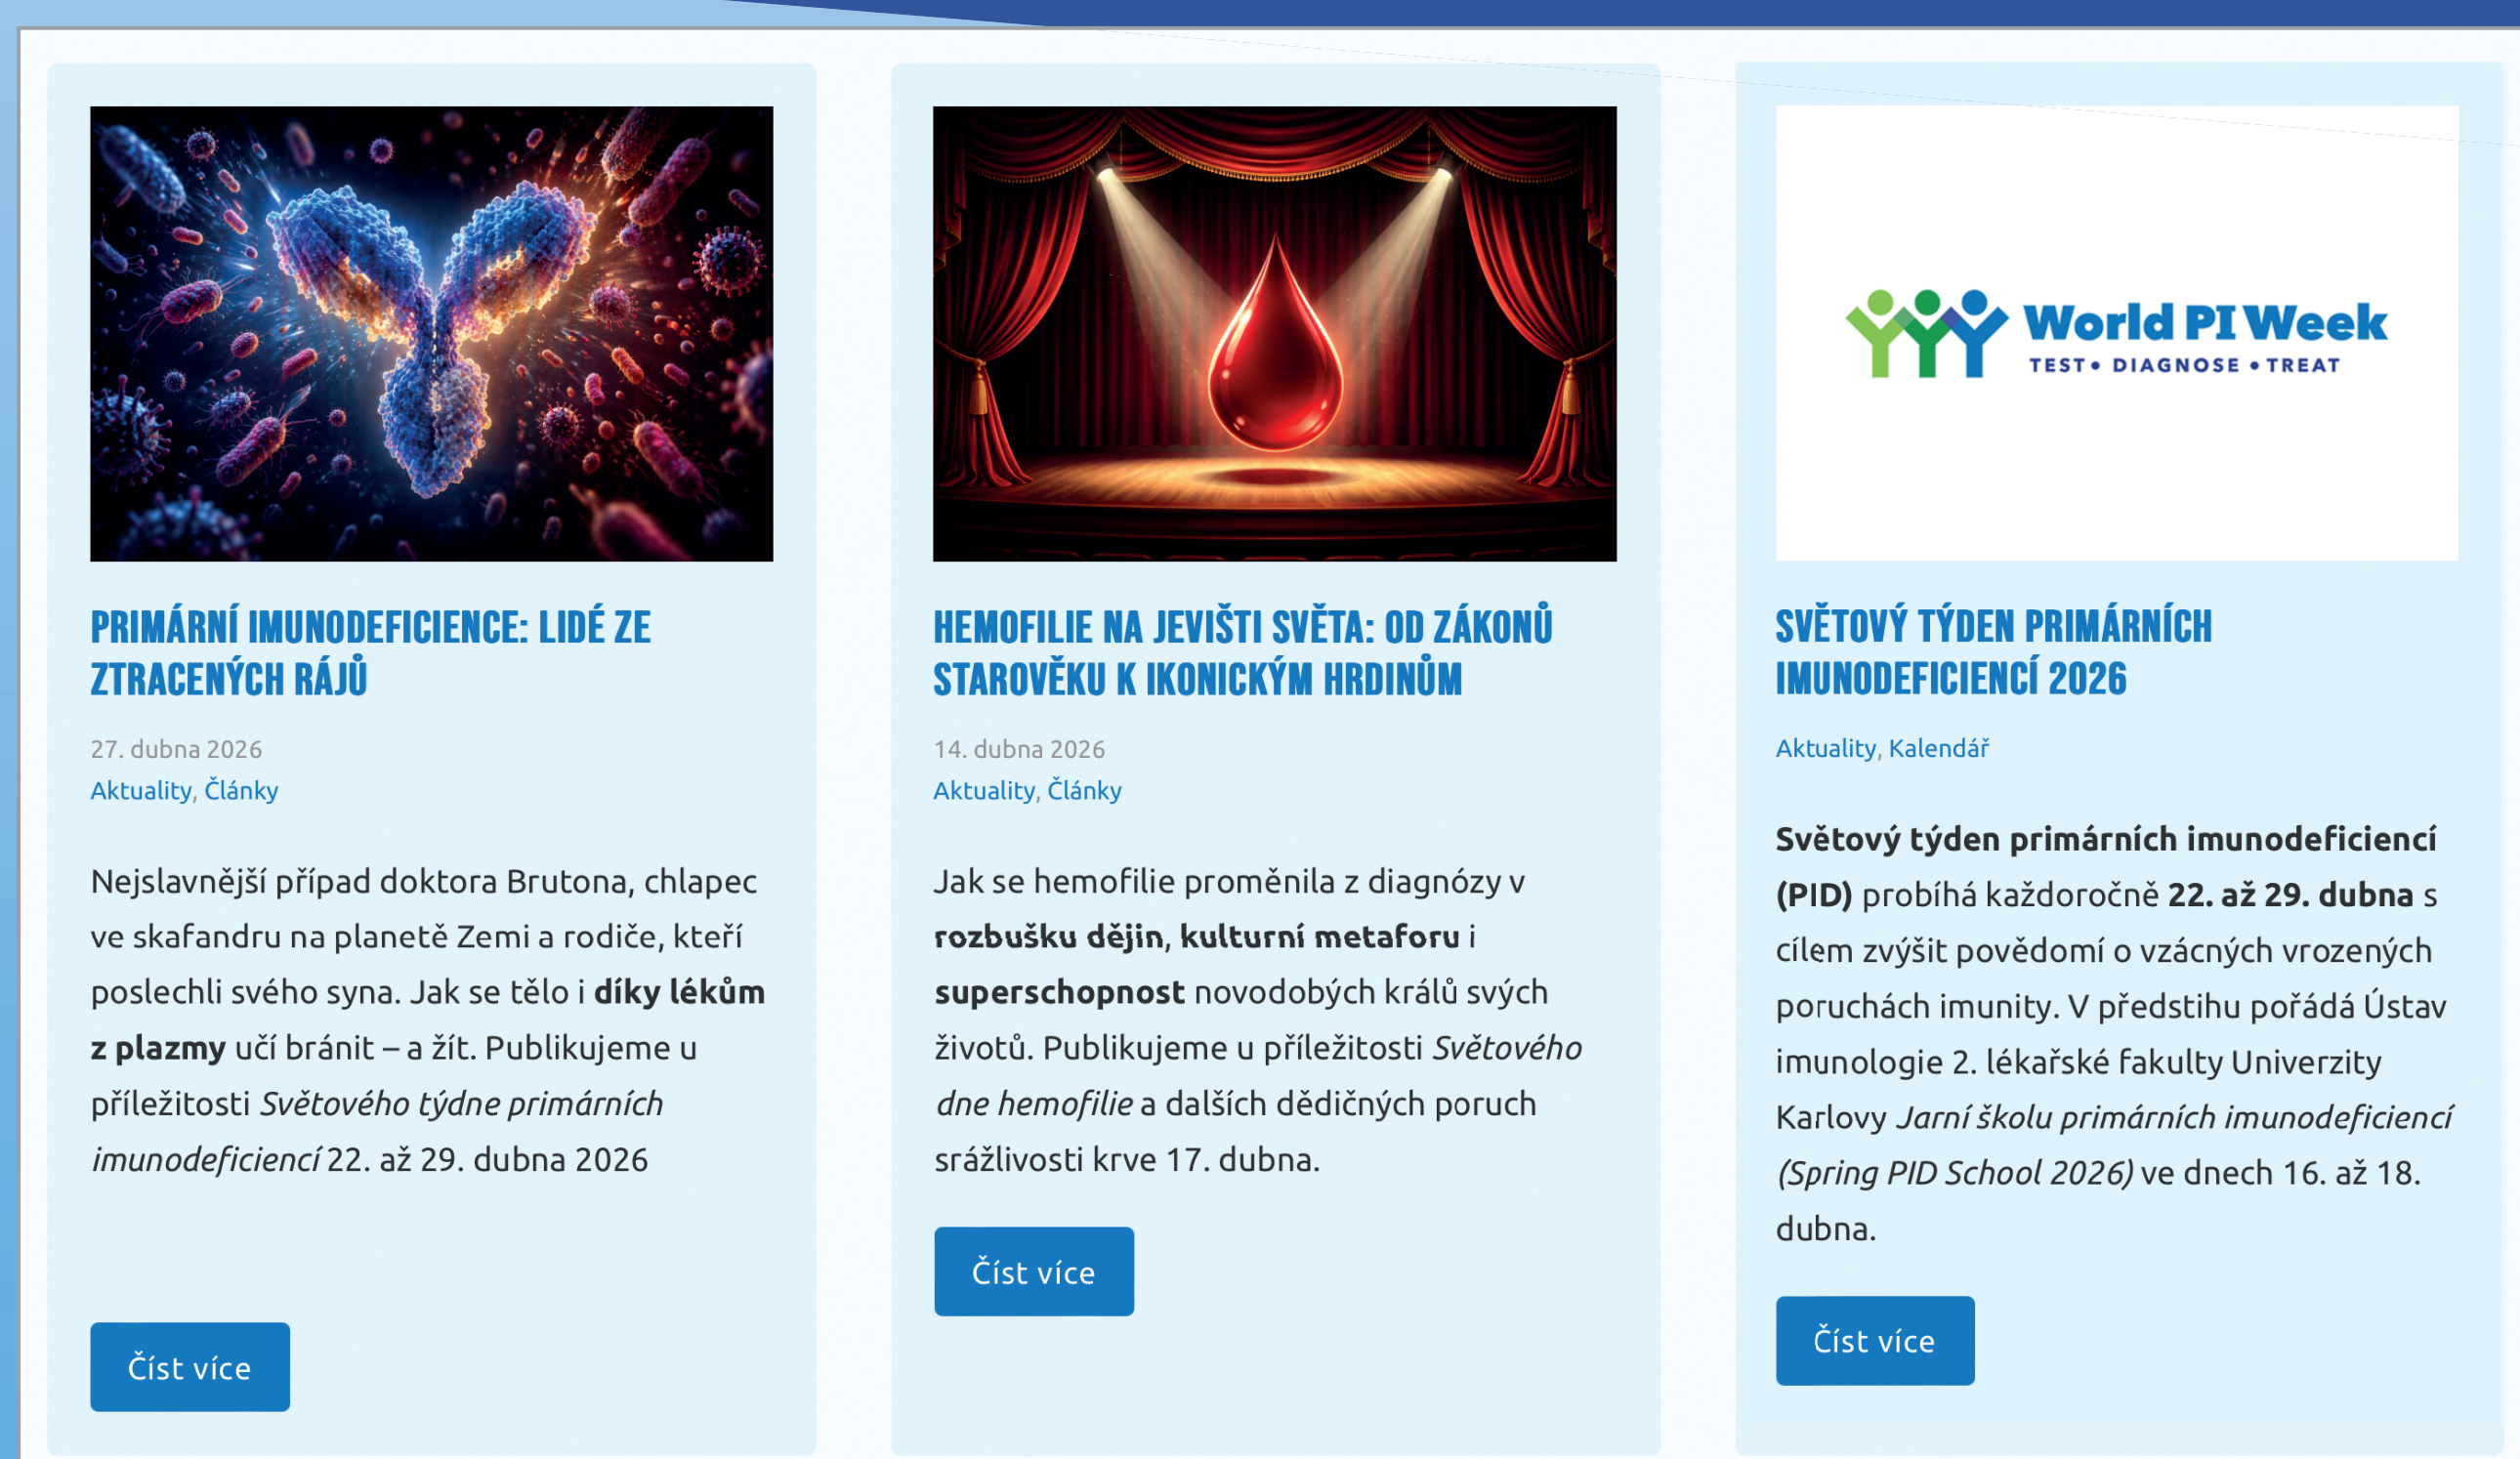 PRIMÁRNÍ IMUNODEFICIENCE: LIDÉ ZE
ZTRACENÝCH RÁJŮ
27. dubna 2026
Aktuality, Články
Nejslavnější případ doktora Brutona, chlapec
ve skafandru na planetě Zemi a rodiče, kteří
poslechli svého syna. Jak se tělo i díky lékům
z plazmy učí bránit – a žít. Publikujeme u
příležitosti Světového týdne primárních
imunodeficiencí 22. až 29. dubna 2026
Číst více
HEMOFILIE NA JEVIŠTI SVĚTA: OD ZÁKONŮ
STAROVĚKU K IKONICKÝM HRDINŮM
14. dubna 2026
Aktuality, Články
Jak se hemofilie proměnila z diagnózy v
rozbušku dějin, kulturní metaforu i
superschopnost novodobých králů svých
životů. Publikujeme u příležitosti Světového
dne hemofilie a dalších dědičných poruch
srážlivosti krve 17. dubna.
Číst více
World PI Week
TEST • DIAGNOSE • TREAT
SVĚTOVÝ TÝDEN PRIMÁRNÍCH
IMUNODEFICIENCÍ 2026
Aktuality, Kalendář
Světový týden primárních imunodeficiencí
(PID) probíhá každoročně 22. až 29. dubna s
cílem zvýšit povědomí o vzácných vrozených
poruchách imunity. V předstihu pořádá Ústav
imunologie 2. lékařské fakulty Univerzity
Karlovy Jarní školu primárních imunodeficiencí
(Spring PID School 2026) ve dnech 16. až 18.
dubna.
Číst více